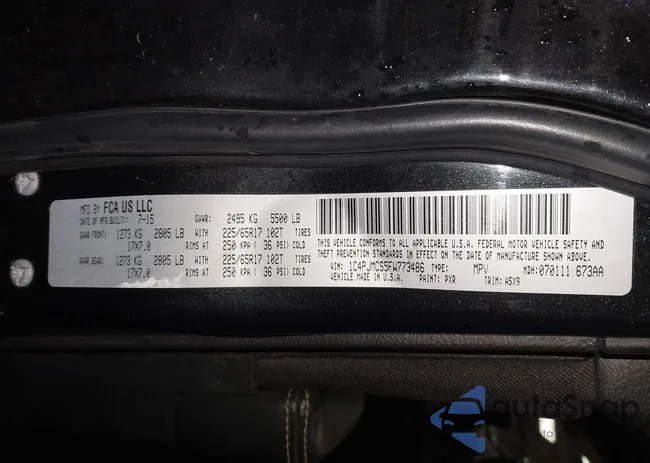 MFD BY FCA US LLC
DATE OF MFR(BUILT): 7-15 GVWR: 2495 KG 5500 LB
GAWR FRONT: 1273 KG 2805 LB WITH 225/65R17 102T TIRES
17X7.0 RIMS AT 250 KPA( 36 PSI) COLD
GAWR REAR: 1273 KG 2805 LB WITH 225/65R17 102T TIRES
17X7.0 RIMS AT 250 KPA( 36 PSI) COLD
THIS VEHICLE CONFORMS TO ALL APPLICABLE U.S.A. FEDERAL MOTOR VEHICLE SAFETY AND
THEFT PREVENTION STANDARDS IN EFFECT ON THE DATE OF MANUFACTURE SHOWN ABOVE.
VIN: 1C4PJMCS5FW773486 TYPE: MPV MDH: 070111 673AA
VEHICLE MADE IN U.S.A. PAINT: PXR TRIM: A5X9
AutoSnap